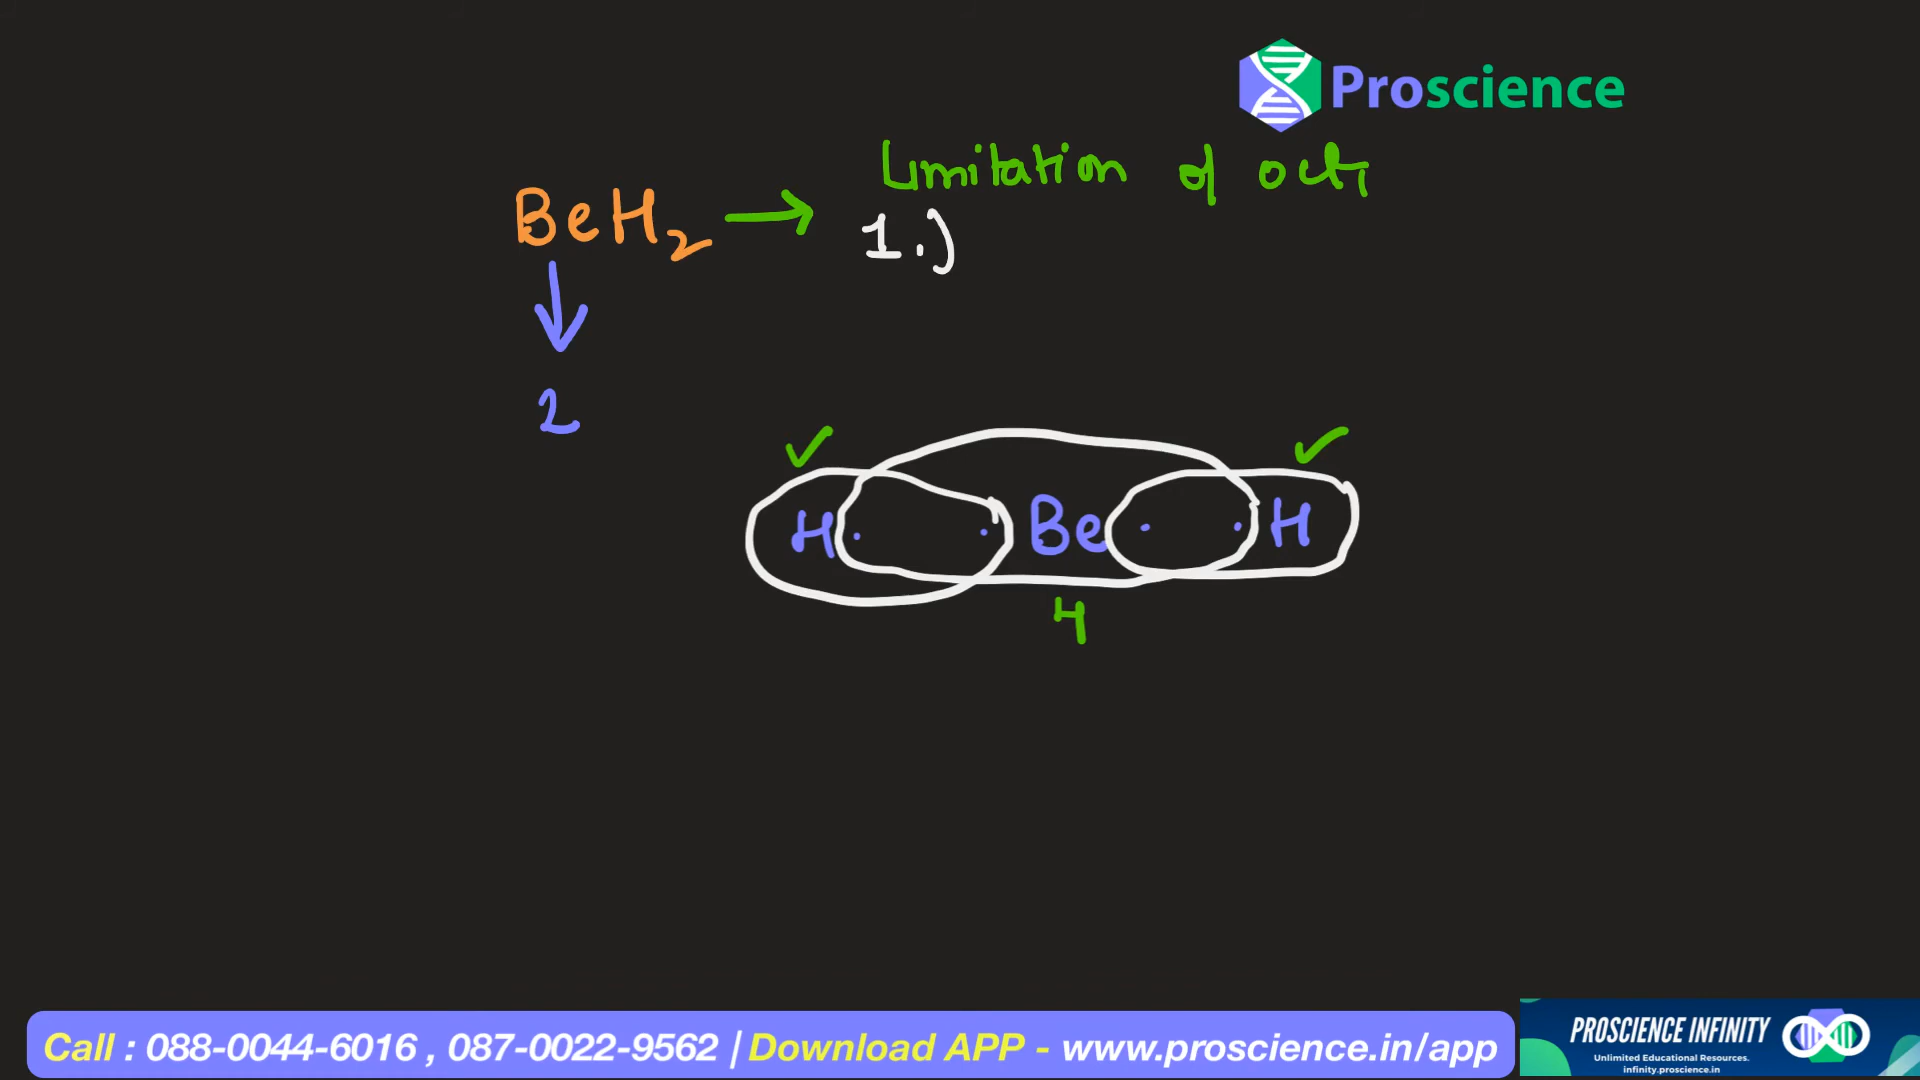 Proscience
Limitation of octi
BeH2 →
1.)
2
H . . Be . . H
4
Call : 088-0044-6016 , 087-0022-9562 | Download APP - www.proscience.in/app
PROSCIENCE INFINITY
Unlimited Educational Resources.
infinity.proscience.in